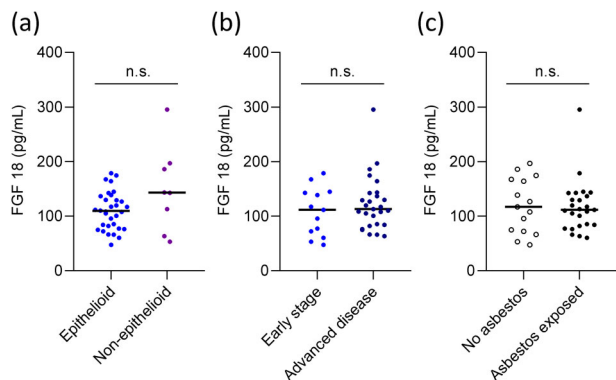 (a)
(b)
(c)
n.s.
n.s.
n.s.
FGF 18 (pg/mL)
400
300
200
100
0
Epithelioid
Non-epithelioid
FGF 18 (pg/mL)
400
300
200
100
0
Early stage
Advanced disease
FGF 18 (pg/mL)
400
300
200
100
0
No asbestos
Asbestos exposed